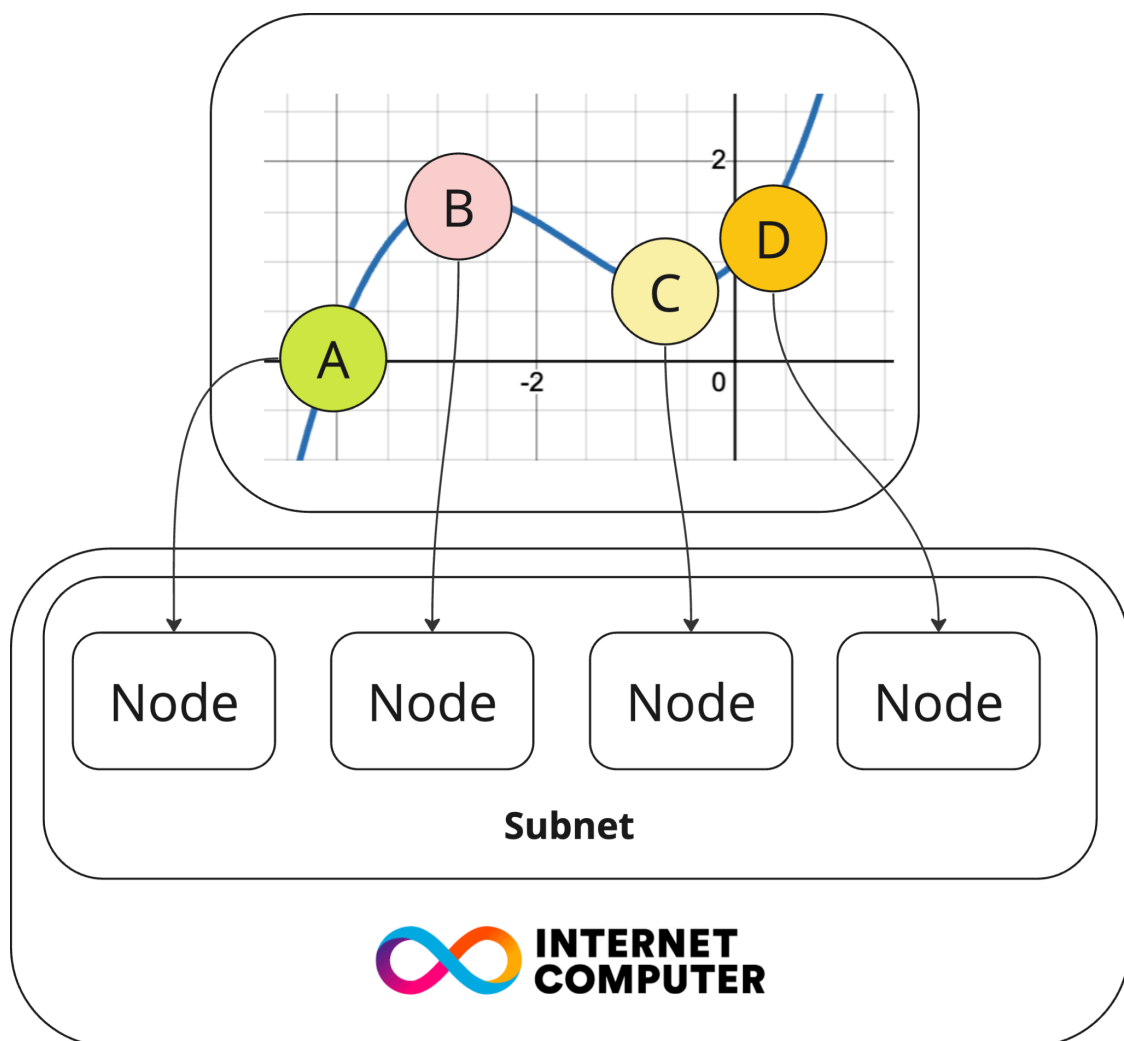 2
B
D
C
A
-2
0
Node
Node
Node
Node
Subnet
INTERNET
COMPUTER